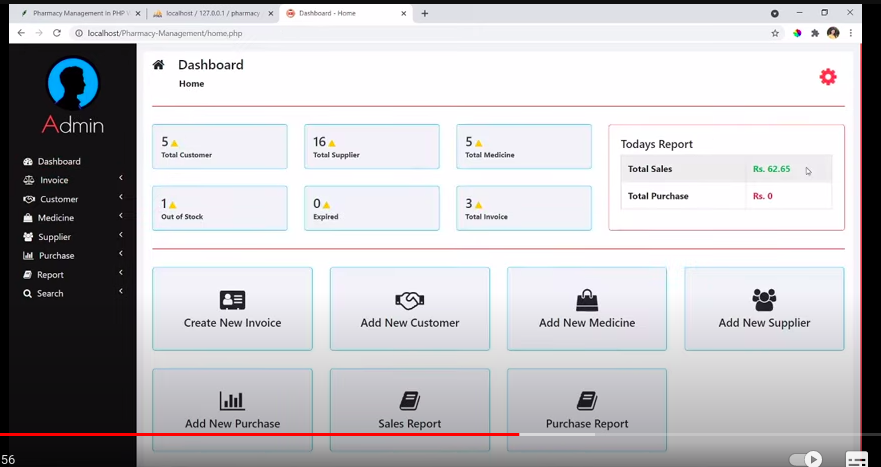 Pharmacy Management in PHP S
localhost / 127.0.0.1 / pharmacy
Dashboard - Home
localhost/Pharmacy-Management/home.php
Admin
Dashboard
Invoice
Customer
Medicine
Supplier
Purchase
Report
Search
Dashboard
Home
5
Total Customer
16
Total Supplier
5
Total Medicine
1
Out of Stock
0
Expired
3
Total Invoice
Todays Report
Total Sales Rs. 62.65
Total Purchase Rs. 0
Create New Invoice
Add New Customer
Add New Medicine
Add New Supplier
Add New Purchase
Sales Report
Purchase Report
56